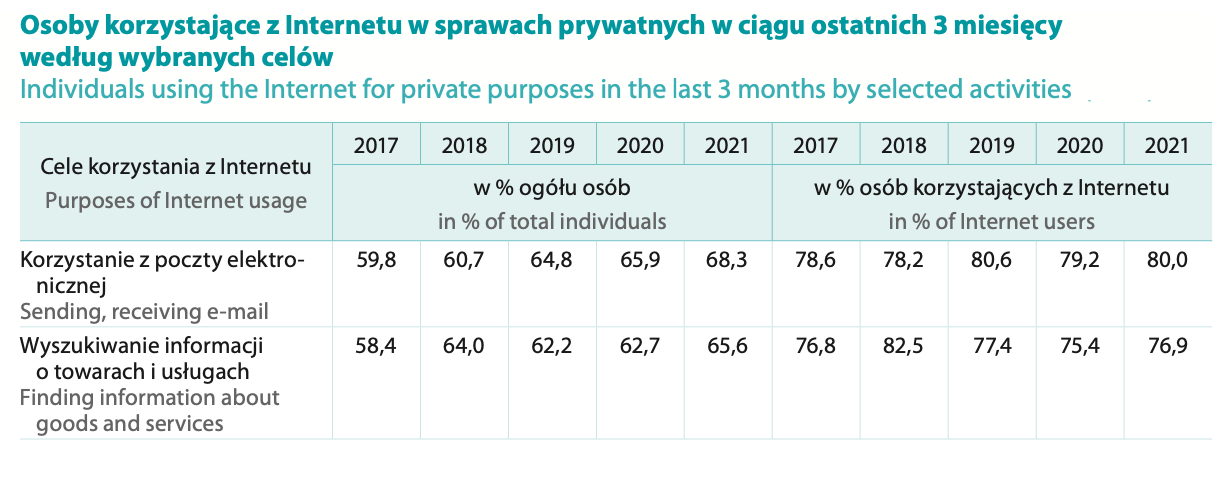 Osoby korzystające z Internetu w sprawach prywatnych w ciągu ostatnich 3 miesięcy
według wybranych celów
Individuals using the Internet for private purposes in the last 3 months by selected activities
Cele korzystania z Internetu
Purposes of Internet usage
2017 2018 2019 2020 2021 2017 2018 2019 2020 2021
w % ogółu osób w % osób korzystających z Internetu
in % of total individuals in % of Internet users
Korzystanie z poczty elektro- 59,8 60,7 64,8 65,9 68,3 78,6 78,2 80,6 79,2 80,0
nicznej
Sending, receiving e-mail
Wyszukiwanie informacji 58,4 64,0 62,2 62,7 65,6 76,8 82,5 77,4 75,4 76,9
o towarach i usługach
Finding information about
goods and services